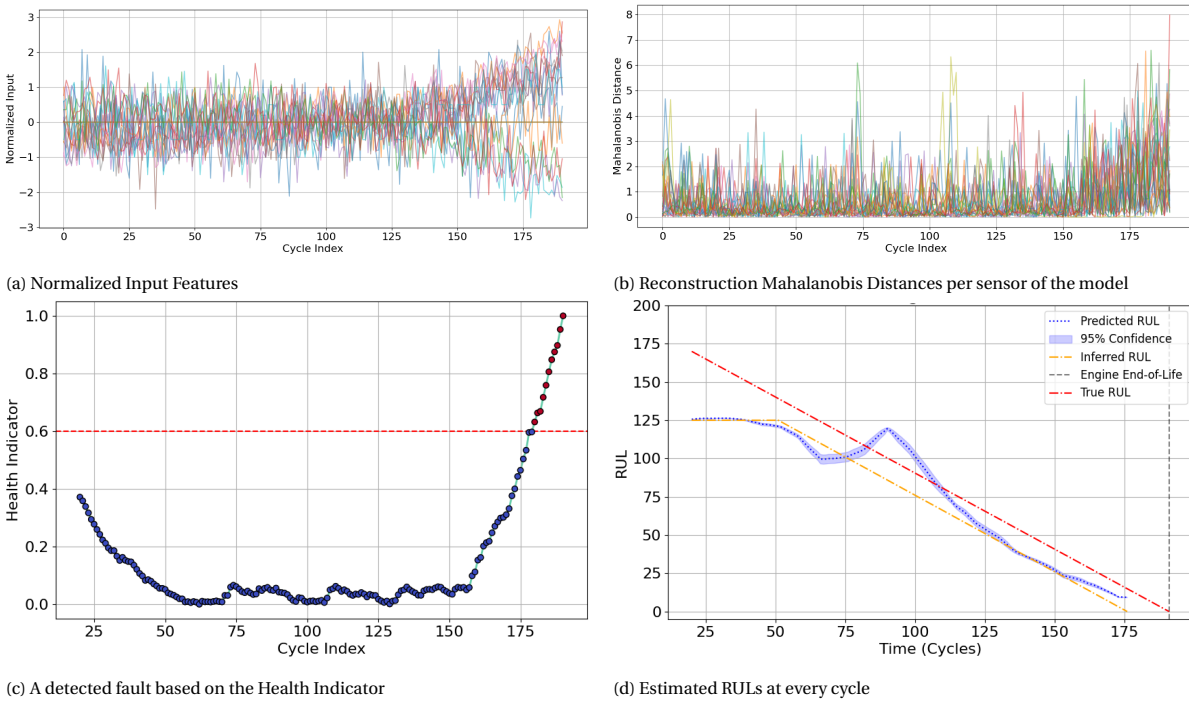 3
2
1
0
−1
−2
−3
Normalized Input
0 25 50 75 100 125 150 175
Cycle Index
(a) Normalized Input Features
8
7
6
5
4
3
2
1
0
Mahalanobis Distance
0 25 50 75 100 125 150 175
Cycle Index
(b) Reconstruction Mahalanobis Distances per sensor of the model
1.0
0.8
0.6
0.4
0.2
0.0
Health Indicator
25 50 75 100 125 150 175
Cycle Index
(c) A detected fault based on the Health Indicator
200
175
150
125
100
75
50
25
0
RUL
Predicted RUL
95% Confidence
Inferred RUL
Engine End-of-Life
True RUL
25 50 75 100 125 150 175
Time (Cycles)
(d) Estimated RULs at every cycle